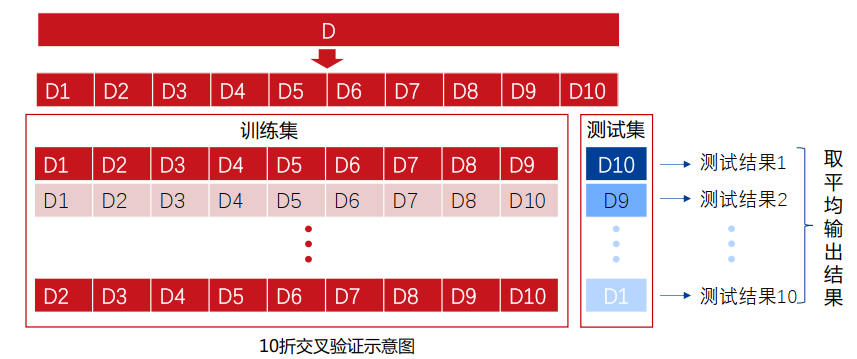 D
D1 D2 D3 D4 D5 D6 D7 D8 D9 D10
训练集 测试集
D1 D2 D3 D4 D5 D6 D7 D8 D9 D10 测试结果1
D1 D2 D3 D4 D5 D6 D7 D8 D10 D9 测试结果2
D2 D3 D4 D5 D6 D7 D8 D9 D10 D1 测试结果10
取平均输出结果
10折交叉验证示意图